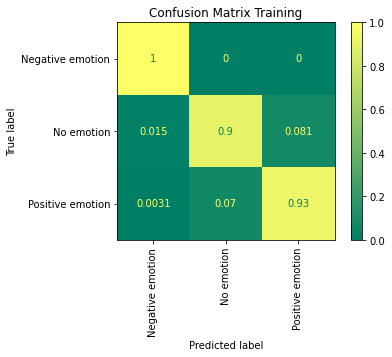 Confusion Matrix Training
Negative emotion 1 0 0
No emotion 0.015 0.9 0.081
Positive emotion 0.0031 0.07 0.93
True label
Negative emotion
No emotion
Positive emotion
Predicted label
1.0
0.8
0.6
0.4
0.2
0.0